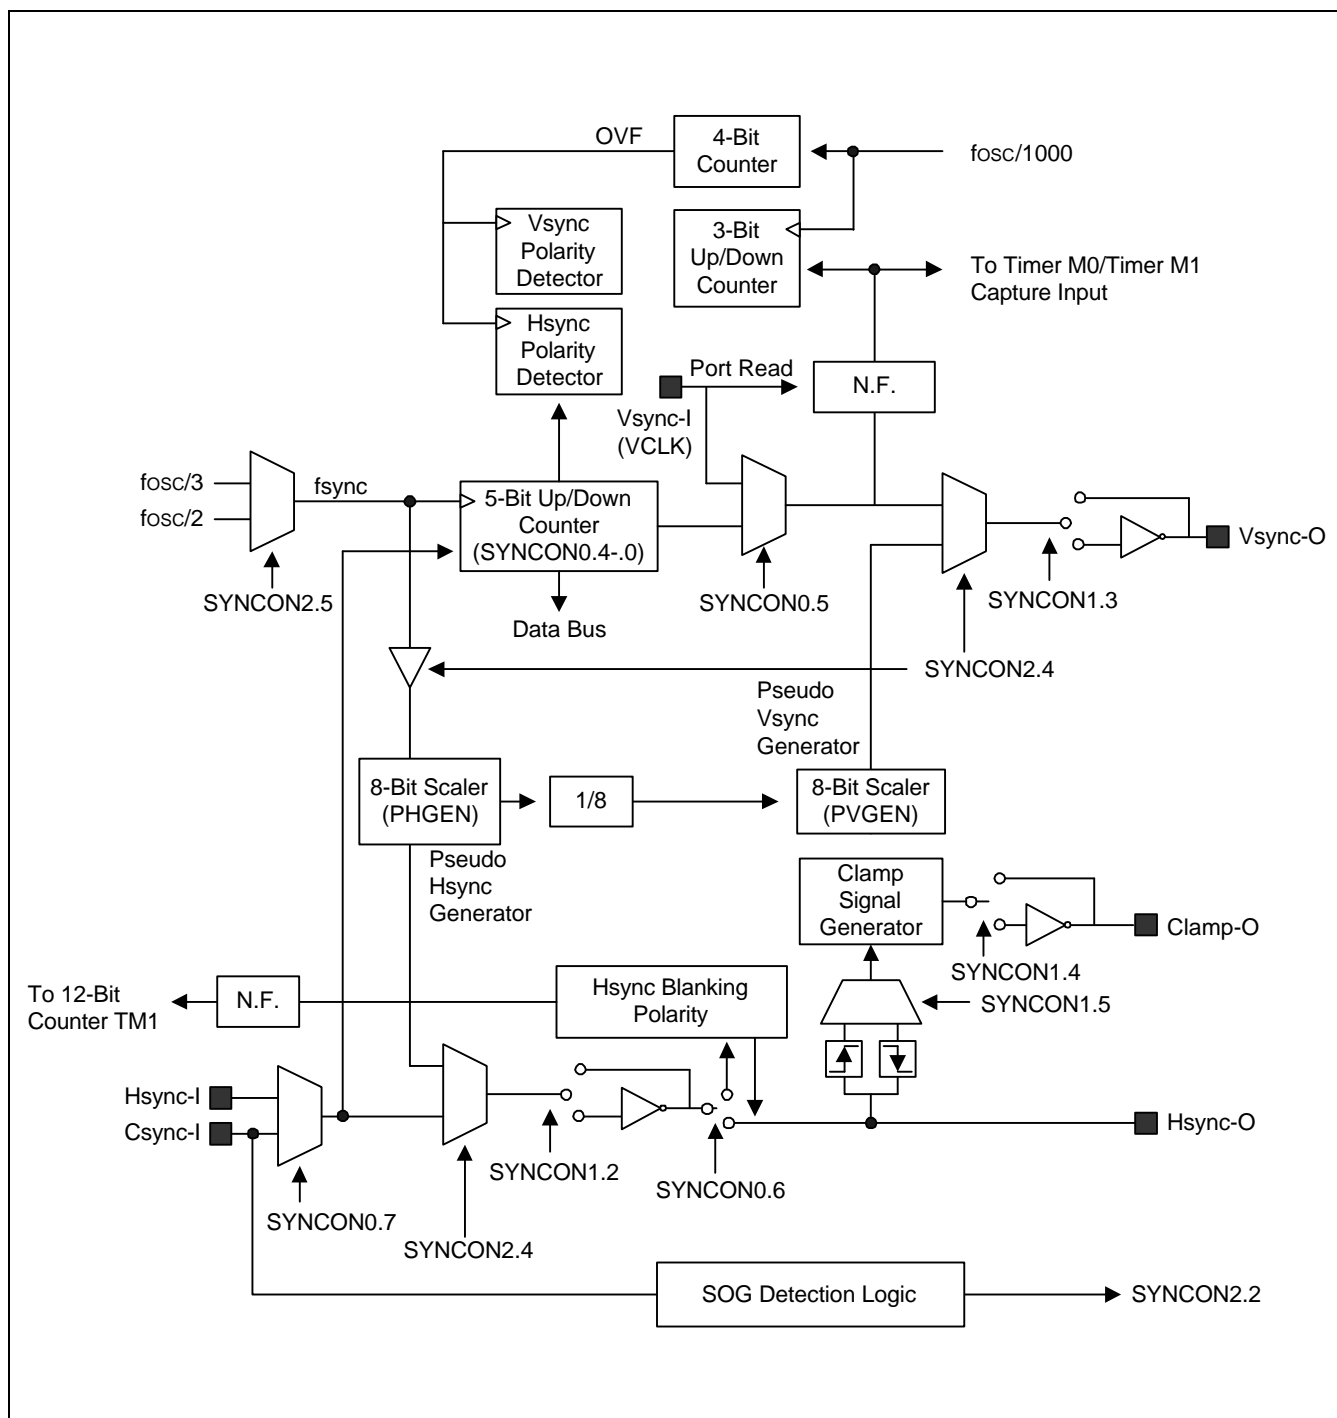 OVF
4-Bit
Counter
fOSC/1000
Vsync
Polarity
Detector
3-Bit
Up/Down
Counter
To Timer M0/Timer M1
Capture Input
Hsync
Polarity
Detector
Port Read
N.F.
Vsync-I
(VCLK)
fOSC/3
fOSC/2
fsync
5-Bit Up/Down
Counter
(SYNCON0.4-.0)
Vsync-O
SYNCON2.5
SYNCON0.5
SYNCON1.3
Data Bus
SYNCON2.4
Pseudo
Vsync
Generator
8-Bit Scaler
(PHGEN)
1/8
8-Bit Scaler
(PVGEN)
Pseudo
Hsync
Generator
Clamp
Signal
Generator
Clamp-O
SYNCON1.4
SYNCON1.5
To 12-Bit
Counter TM1
N.F.
Hsync Blanking
Polarity
Hsync-I
Csync-I
Hsync-O
SYNCON1.2
SYNCON0.6
SYNCON0.7
SYNCON2.4
SOG Detection Logic
SYNCON2.2